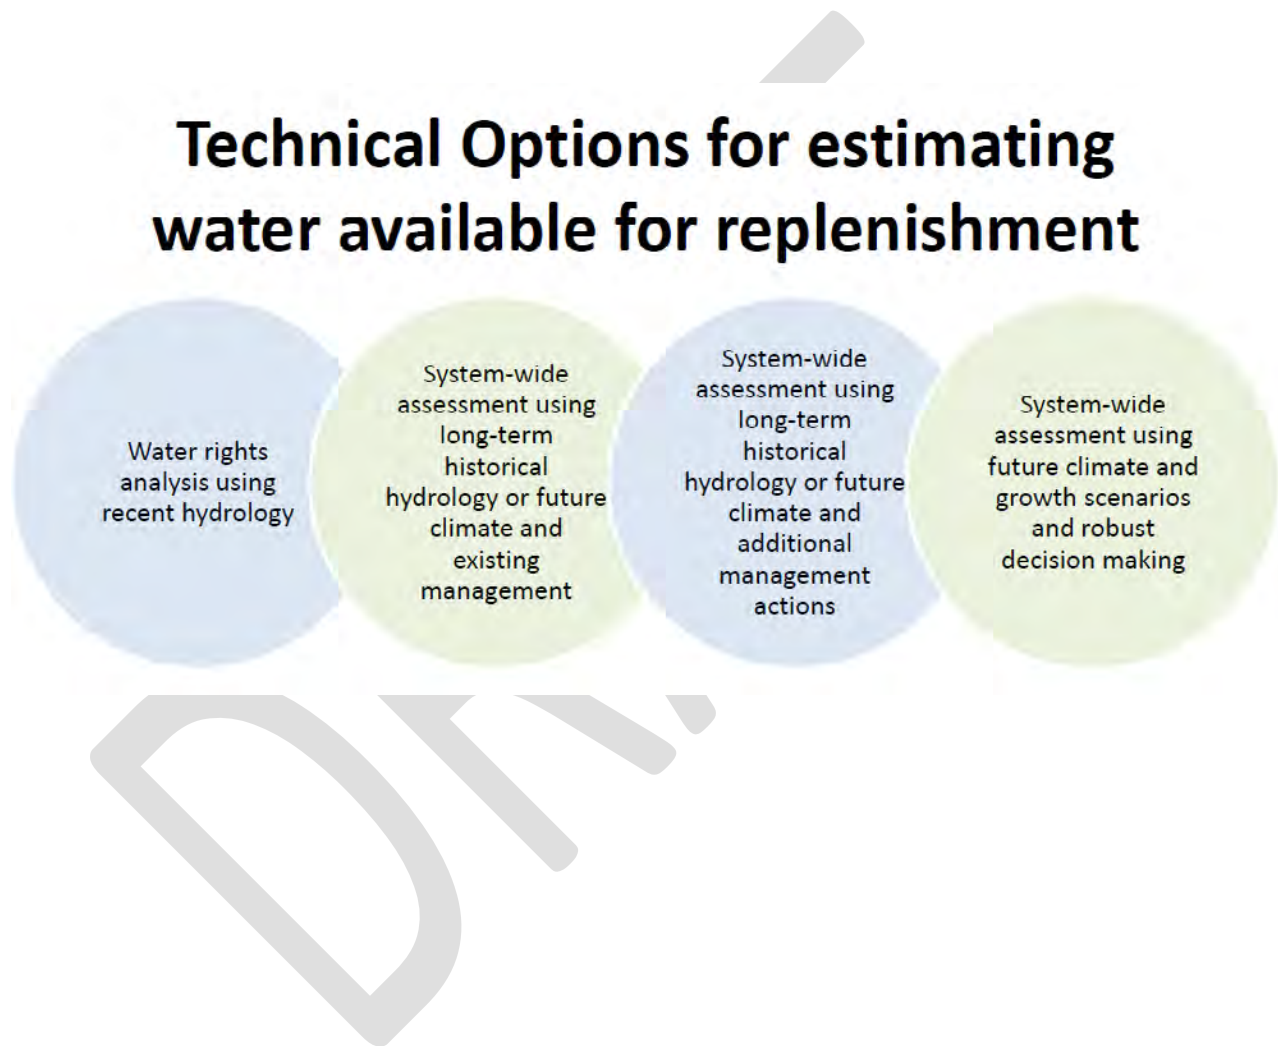 Technical Options for estimating
water available for replenishment
Water rights
analysis using
recent hydrology
System-wide
assessment using
long-term
historical
hydrology or future
climate and
existing
management
System-wide
assessment using
long-term
historical
hydrology or future
climate and
additional
management
actions
System-wide
assessment using
future climate and
growth scenarios
and robust
decision making